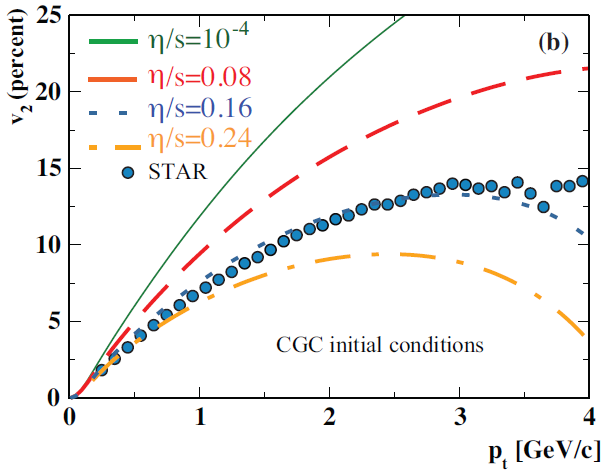 25
20
15
10
5
0
v₂ (percent)
(b)
η/s=10⁻⁴
η/s=0.08
η/s=0.16
η/s=0.24
STAR
CGC initial conditions
0 1 2 3 4
pₜ [GeV/c]